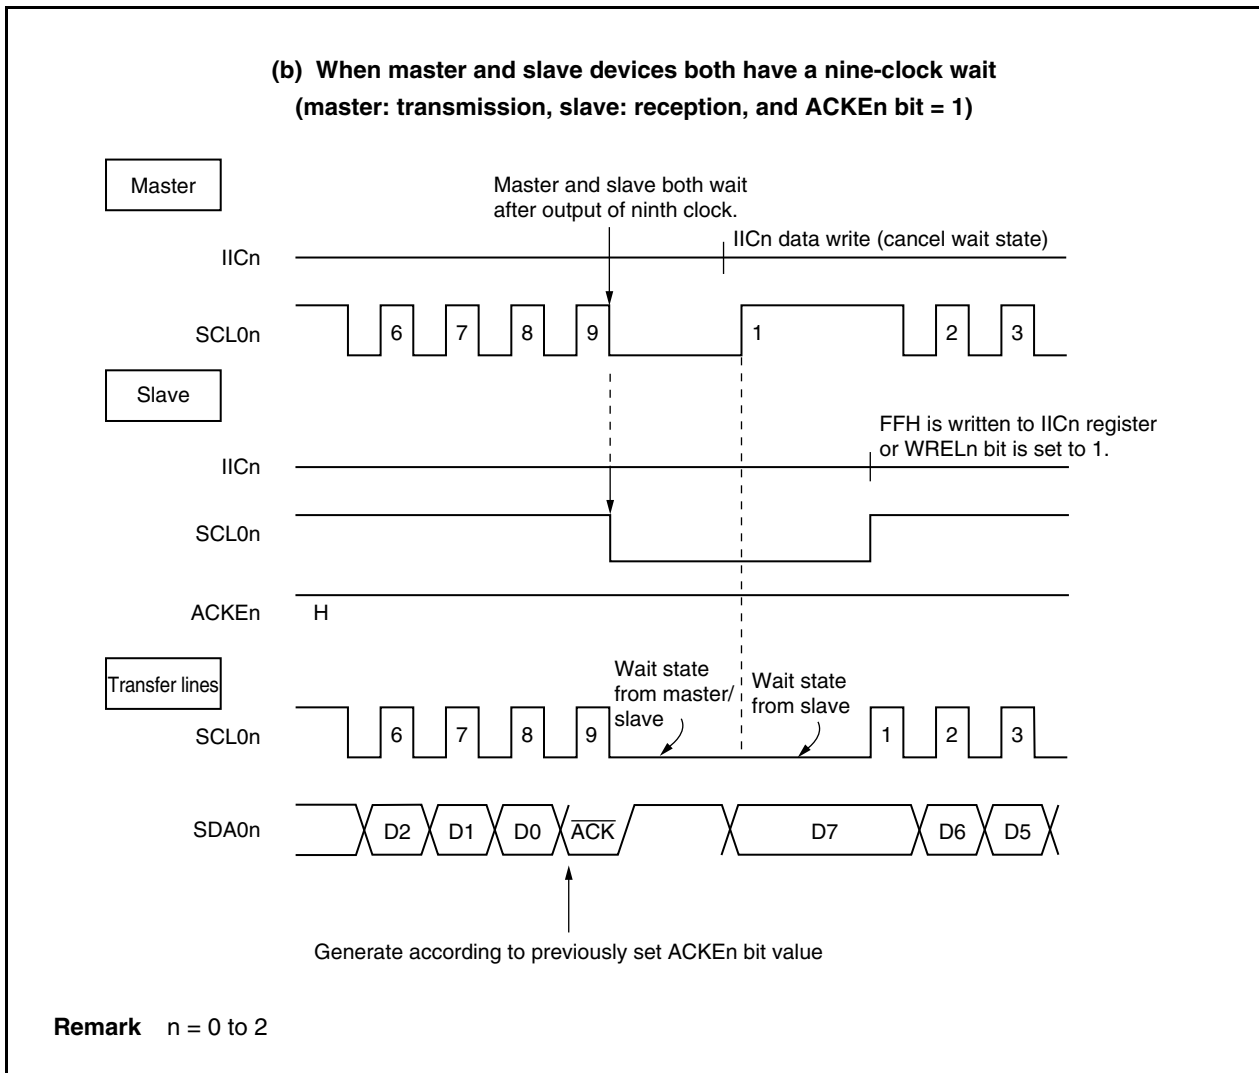 (b) When master and slave devices both have a nine-clock wait
(master: transmission, slave: reception, and ACKEn bit = 1)
Master
Master and slave both wait
after output of ninth clock.
IICn data write (cancel wait state)
IICn
SCL0n
6 7 8 9 1 2 3
Slave
FFH is written to IICn register
or WRELn bit is set to 1.
IICn
SCL0n
ACKEn H
Transfer lines
Wait state
from master/
slave
Wait state
from slave
SCL0n
6 7 8 9 1 2 3
SDA0n
D2 D1 D0 ACK D7 D6 D5
Generate according to previously set ACKEn bit value
Remark n = 0 to 2